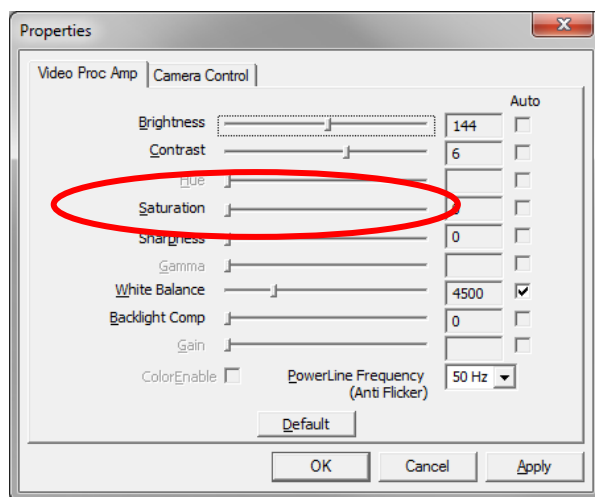 Properties
Video Proc Amp Camera Control
Auto
Brightness 144
Contrast 6
Hue
Saturation
Sharpness 0
Gamma
White Balance 4500
Backlight Comp 0
Gain
ColorEnable PowerLine Frequency 50 Hz
(Anti Flicker)
Default
OK Cancel Apply